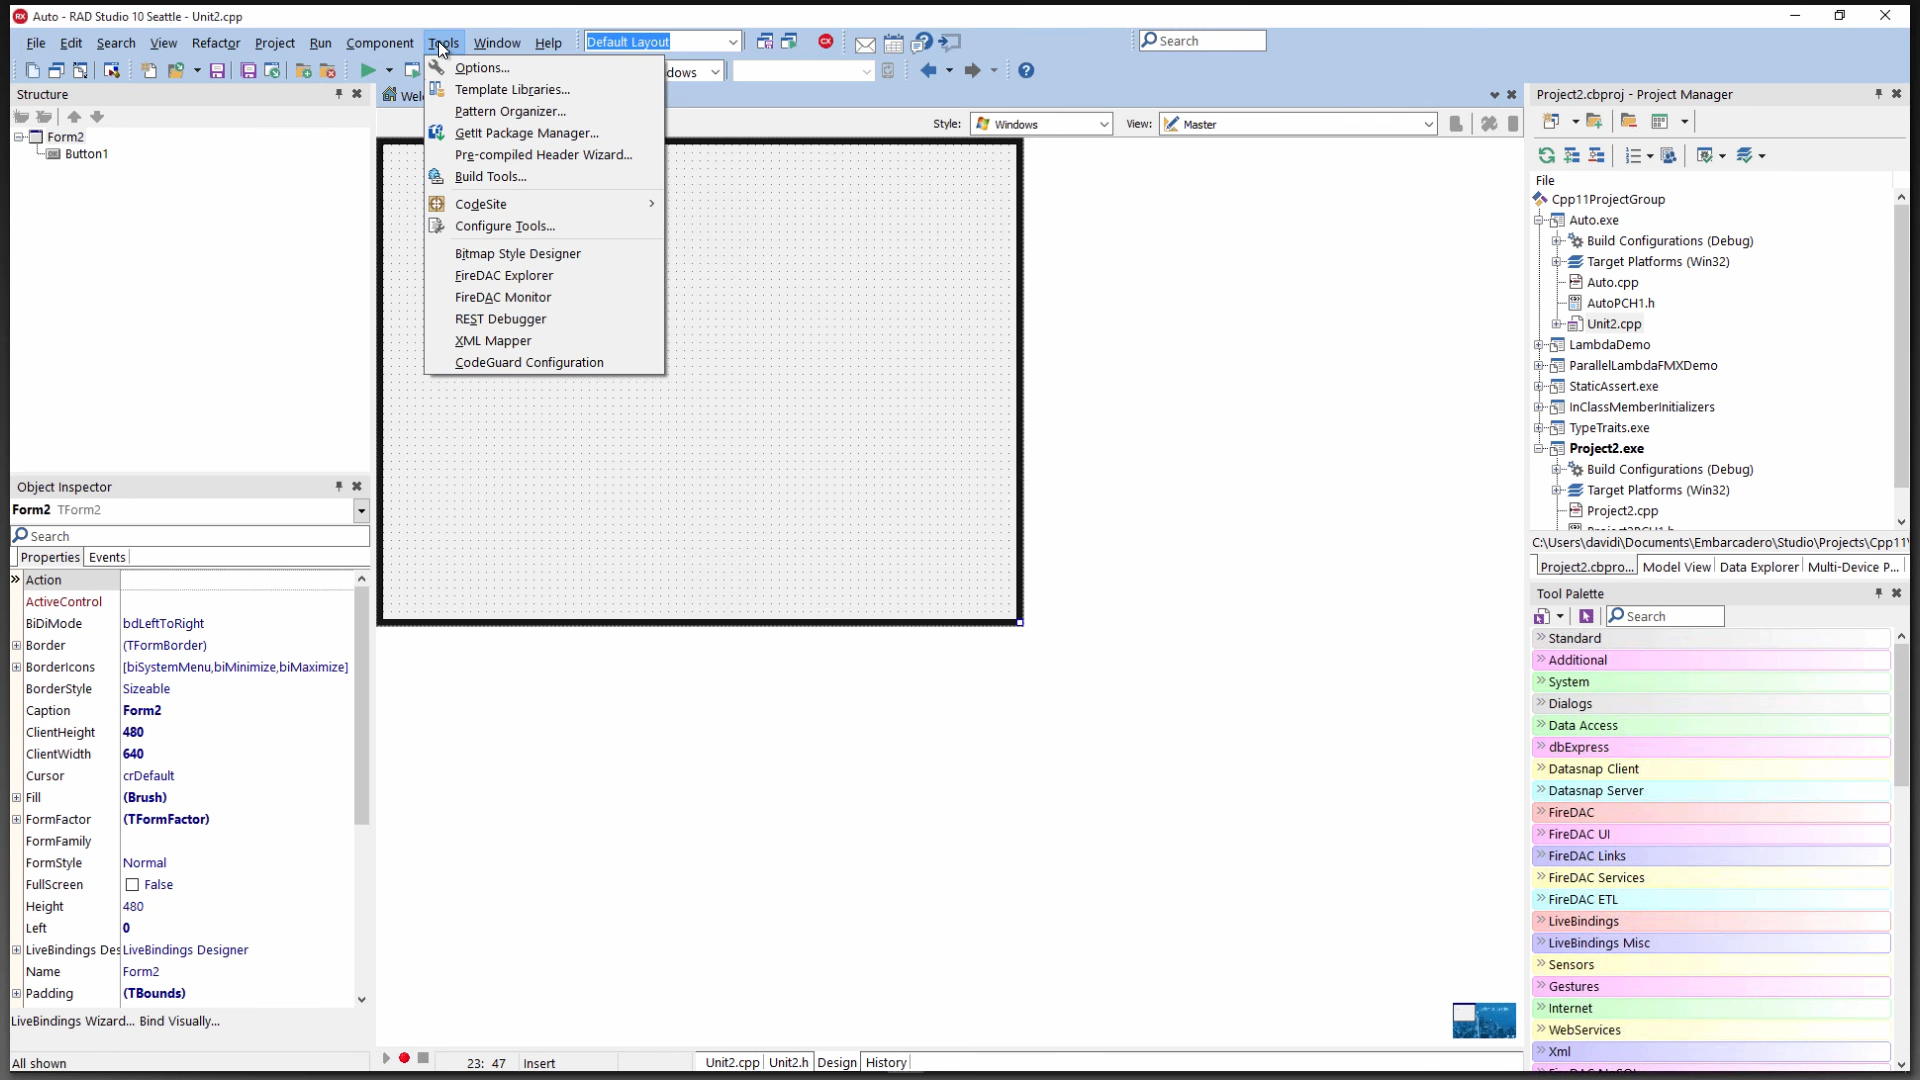 Auto - RAD Studio 10 Seattle - Unit2.cpp
File Edit Search View Refactor Project Run Component Tools Window Help Default Layout Search
dows
Structure
Form2
Button1
Options...
Template Libraries...
Pattern Organizer...
GetIt Package Manager...
Pre-compiled Header Wizard...
Build Tools...
CodeSite
Configure Tools...
Bitmap Style Designer
FireDAC Explorer
FireDAC Monitor
REST Debugger
XML Mapper
CodeGuard Configuration
Wel
Style: Windows View: Master
Object Inspector
Form2 TForm2
Search
Properties Events
Action
ActiveControl
BiDiMode bdLeftToRight
Border (TFormBorder)
BorderIcons [biSystemMenu,biMinimize,biMaximize]
BorderStyle Sizeable
Caption Form2
ClientHeight 480
ClientWidth 640
Cursor crDefault
Fill (Brush)
FormFactor (TFormFactor)
FormFamily
FormStyle Normal
FullScreen False
Height 480
Left 0
LiveBindings Des LiveBindings Designer
Name Form2
Padding (TBounds)
LiveBindings Wizard... Bind Visually...
All shown
23: 47 Insert
Unit2.cpp Unit2.h Design History
Project2.cbproj - Project Manager
File
Cpp11ProjectGroup
Auto.exe
Build Configurations (Debug)
Target Platforms (Win32)
Auto.cpp
AutoPCH1.h
Unit2.cpp
LambdaDemo
ParallelLambdaFMXDemo
StaticAssert.exe
InClassMemberInitializers
TypeTraits.exe
Project2.exe
Build Configurations (Debug)
Target Platforms (Win32)
Project2.cpp
Project2PCH1.h
C:\Users\davidi\Documents\Embarcadero\Studio\Projects\Cpp11\
Project2.cbpro... Model View Data Explorer Multi-Device P...
Tool Palette
Search
Standard
Additional
System
Dialogs
Data Access
dbExpress
Datasnap Client
Datasnap Server
FireDAC
FireDAC UI
FireDAC Links
FireDAC Services
FireDAC ETL
LiveBindings
LiveBindings Misc
Sensors
Gestures
Internet
WebServices
Xml